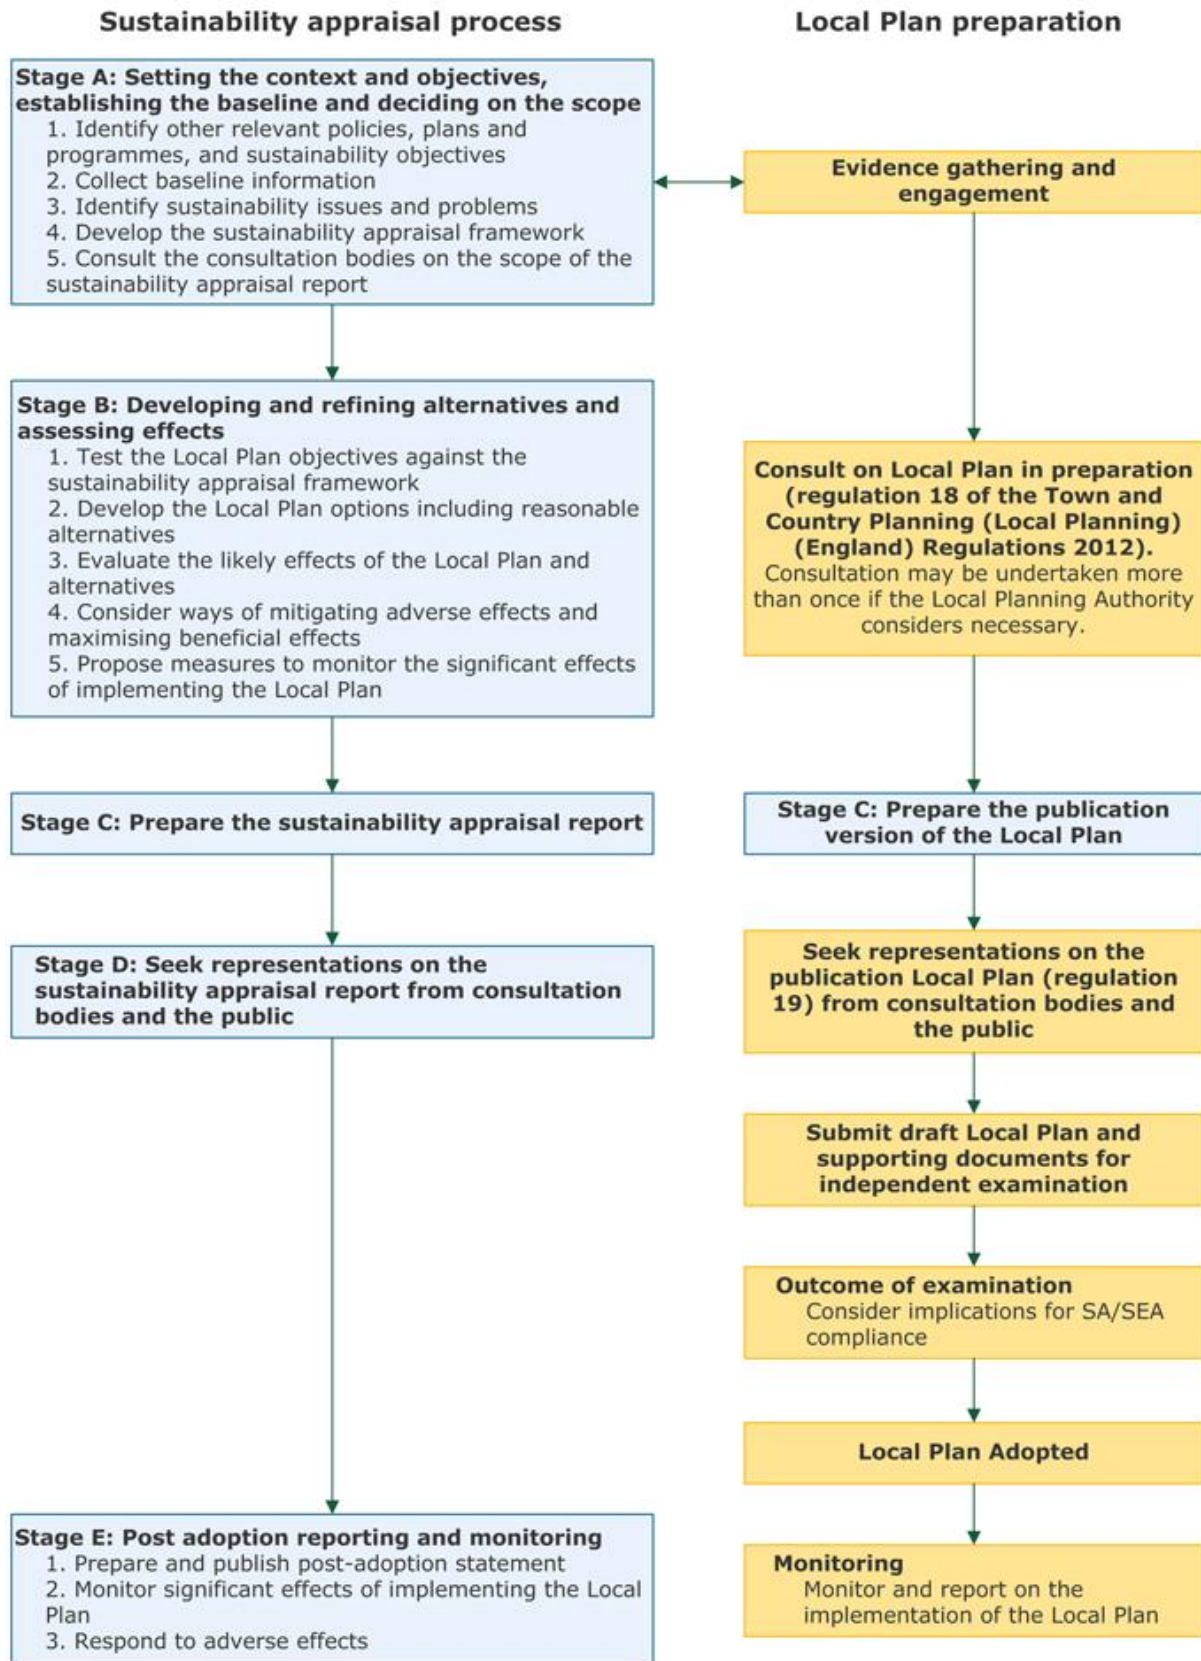 Sustainability appraisal process
Local Plan preparation
Stage A: Setting the context and objectives,
establishing the baseline and deciding on the scope
1. Identify other relevant policies, plans and
programmes, and sustainability objectives
2. Collect baseline information
3. Identify sustainability issues and problems
4. Develop the sustainability appraisal framework
5. Consult the consultation bodies on the scope of the
sustainability appraisal report
Evidence gathering and
engagement
Stage B: Developing and refining alternatives and
assessing effects
1. Test the Local Plan objectives against the
sustainability appraisal framework
2. Develop the Local Plan options including reasonable
alternatives
3. Evaluate the likely effects of the Local Plan and
alternatives
4. Consider ways of mitigating adverse effects and
maximising beneficial effects
5. Propose measures to monitor the significant effects
of implementing the Local Plan
Consult on Local Plan in preparation
(regulation 18 of the Town and
Country Planning (Local Planning)
(England) Regulations 2012).
Consultation may be undertaken more
than once if the Local Planning Authority
considers necessary.
Stage C: Prepare the sustainability appraisal report
Stage C: Prepare the publication
version of the Local Plan
Stage D: Seek representations on the
sustainability appraisal report from consultation
bodies and the public
Seek representations on the
publication Local Plan (regulation
19) from consultation bodies and
the public
Submit draft Local Plan and
supporting documents for
independent examination
Outcome of examination
Consider implications for SA/SEA
compliance
Local Plan Adopted
Stage E: Post adoption reporting and monitoring
1. Prepare and publish post-adoption statement
2. Monitor significant effects of implementing the Local
Plan
3. Respond to adverse effects
Monitoring
Monitor and report on the
implementation of the Local Plan